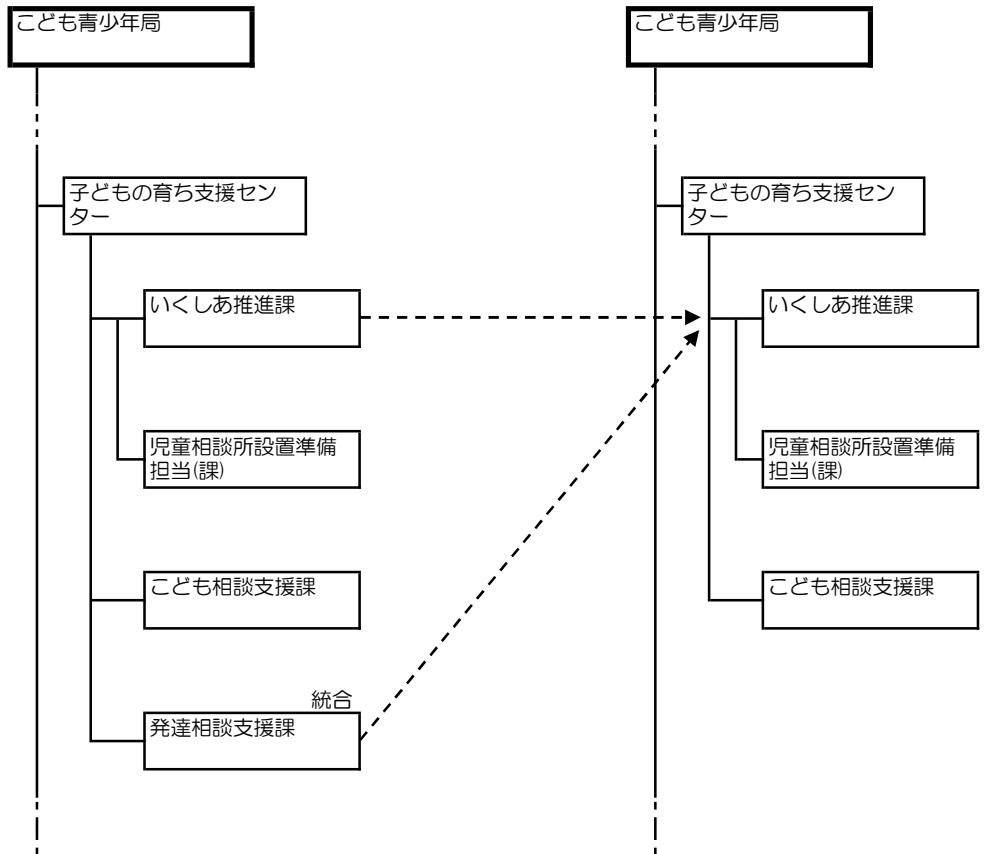 こども青少年局
子どもの育ち支援セン
ター
いくしあ推進課
児童相談所設置準備
担当(課)
こども相談支援課
統合
発達相談支援課
こども青少年局
子どもの育ち支援セン
ター
いくしあ推進課
児童相談所設置準備
担当(課)
こども相談支援課